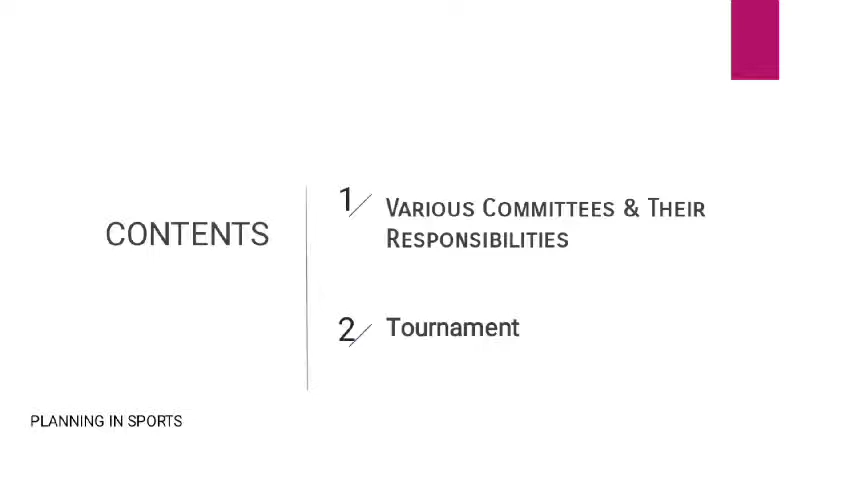 CONTENTS
1
Various Committees & Their
Responsibilities
2
Tournament
PLANNING IN SPORTS